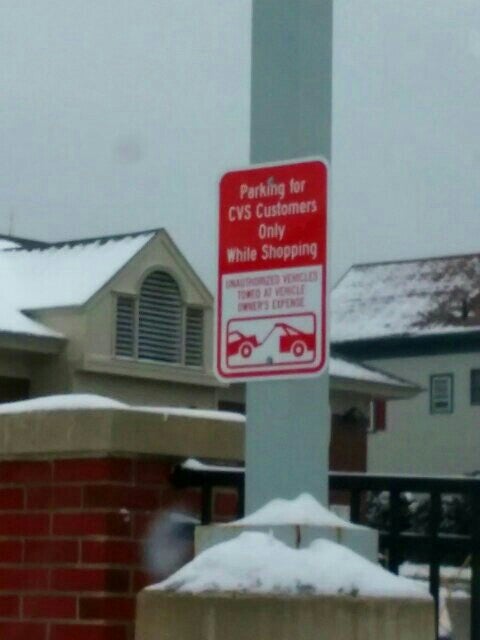 Parking for
CVS Customers
Only
While Shopping
UNAUTHORIZED VEHICLES
TOWED AT VEHICLE
OWNER'S EXPENSE